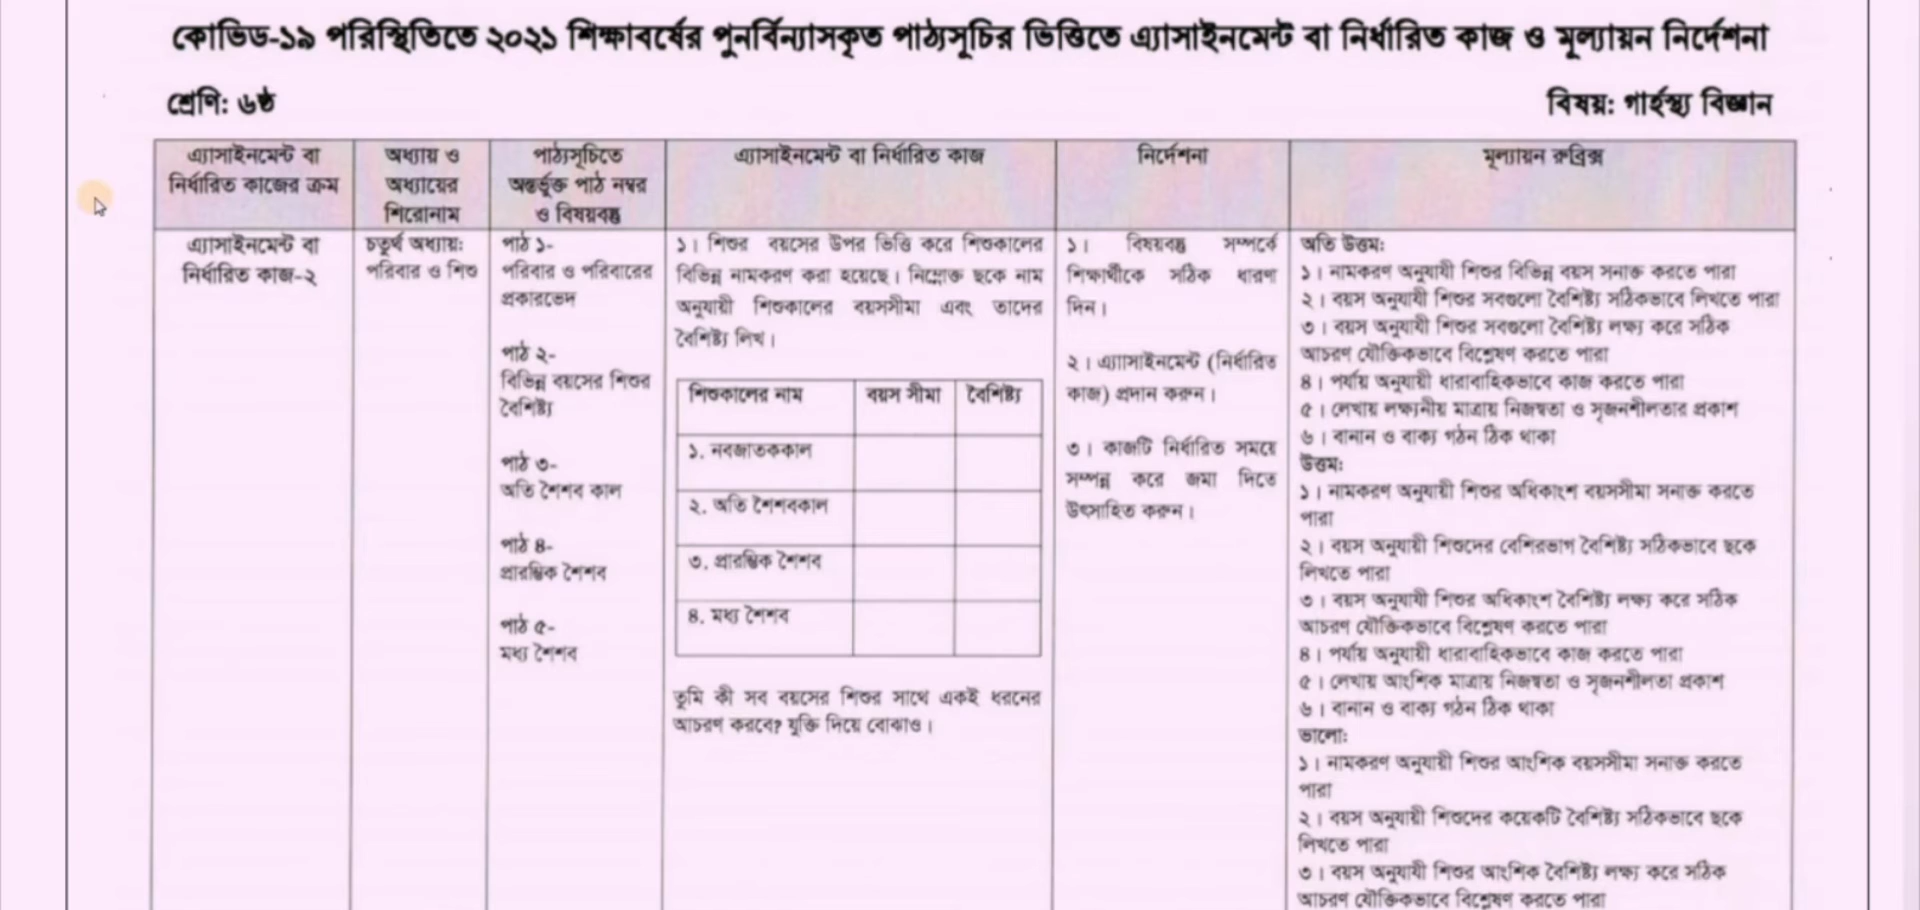 কোভিড-১৯ পরিস্থিতিতে ২০২১ শিক্ষাবর্ষের পুনর্বিন্যাসকৃত পাঠ্যসূচির ভিত্তিতে এ্যাসাইনমেন্ট বা নির্ধারিত কাজ ও মূল্যায়ন নির্দেশনা
শ্রেণি: ৬ষ্ঠ
বিষয়: গার্হস্থ্য বিজ্ঞান
এ্যাসাইনমেন্ট বা
নির্ধারিত কাজের ক্রম
অধ্যায় ও
অধ্যায়ের
শিরোনাম
পাঠ্যসূচিতে
অন্তর্ভুক্ত পাঠ নম্বর
ও বিষয়বস্তু
এ্যাসাইনমেন্ট বা নির্ধারিত কাজ
নির্দেশনা
মূল্যায়ন রুব্রিক্স
এ্যাসাইনমেন্ট বা
নির্ধারিত কাজ-২
চতুর্থ অধ্যায়:
পরিবার ও শিশু
পাঠ ১-
পরিবার ও পরিবারের
প্রকারভেদ
পাঠ ২-
বিভিন্ন বয়সের শিশুর
বৈশিষ্ট্য
পাঠ ৩-
অতি শৈশব কাল
পাঠ ৪-
প্রারম্ভিক শৈশব
পাঠ ৫-
মধ্য শৈশব
১। শিশুর বয়সের উপর ভিত্তি করে শিশুকালের
বিভিন্ন নামকরণ করা হয়েছে। নিম্নোক্ত ছকে নাম
অনুযায়ী শিশুকালের বয়সসীমা এবং তাদের
বৈশিষ্ট্য লিখ।
শিশুকালের নাম
বয়স সীমা
বৈশিষ্ট্য
১. নবজাতককাল
২. অতি শৈশবকাল
৩. প্রারম্ভিক শৈশব
৪. মধ্য শৈশব
তুমি কী সব বয়সের শিশুর সাথে একই ধরনের
আচরণ করবে? যুক্তি দিয়ে বোঝাও।
১। বিষয়বস্তু সম্পর্কে
শিক্ষার্থীকে সঠিক ধারণা
দিন।
২। এ্যাসাইনমেন্ট (নির্ধারিত
কাজ) প্রদান করুন।
৩। কাজটি নির্ধারিত সময়ে
সম্পন্ন করে জমা দিতে
উৎসাহিত করুন।
অতি উত্তম:
১। নামকরণ অনুযায়ী শিশুর বিভিন্ন বয়স সনাক্ত করতে পারা
২। বয়স অনুযায়ী শিশুর সবগুলো বৈশিষ্ট্য সঠিকভাবে লিখতে পারা
৩। বয়স অনুযায়ী শিশুর সবগুলো বৈশিষ্ট্য লক্ষ্য করে সঠিক
আচরণ যৌক্তিকভাবে বিশ্লেষণ করতে পারা
৪। পর্যায় অনুযায়ী ধারাবাহিকভাবে কাজ করতে পারা
৫। লেখায় লক্ষ্যনীয় মাত্রায় নিজস্বতা ও সৃজনশীলতার প্রকাশ
৬। বানান ও বাক্য গঠন ঠিক থাকা
উত্তম:
১। নামকরণ অনুযায়ী শিশুর অধিকাংশ বয়সসীমা সনাক্ত করতে
পারা
২। বয়স অনুযায়ী শিশুদের বেশিরভাগ বৈশিষ্ট্য সঠিকভাবে ছকে
লিখতে পারা
৩। বয়স অনুযায়ী শিশুর অধিকাংশ বৈশিষ্ট্য লক্ষ্য করে সঠিক
আচরণ যৌক্তিকভাবে বিশ্লেষণ করতে পারা
৪। পর্যায় অনুযায়ী ধারাবাহিকভাবে কাজ করতে পারা
৫। লেখায় আংশিক মাত্রায় নিজস্বতা ও সৃজনশীলতা প্রকাশ
৬। বানান ও বাক্য গঠন ঠিক থাকা
ভালো:
১। নামকরণ অনুযায়ী শিশুর আংশিক বয়সসীমা সনাক্ত করতে
পারা
২। বয়স অনুযায়ী শিশুদের কয়েকটি বৈশিষ্ট্য সঠিকভাবে ছকে
লিখতে পারা
৩। বয়স অনুযায়ী শিশুর আংশিক বৈশিষ্ট্য লক্ষ্য করে সঠিক
আচরণ যৌক্তিকভাবে বিশ্লেষণ করতে পারা